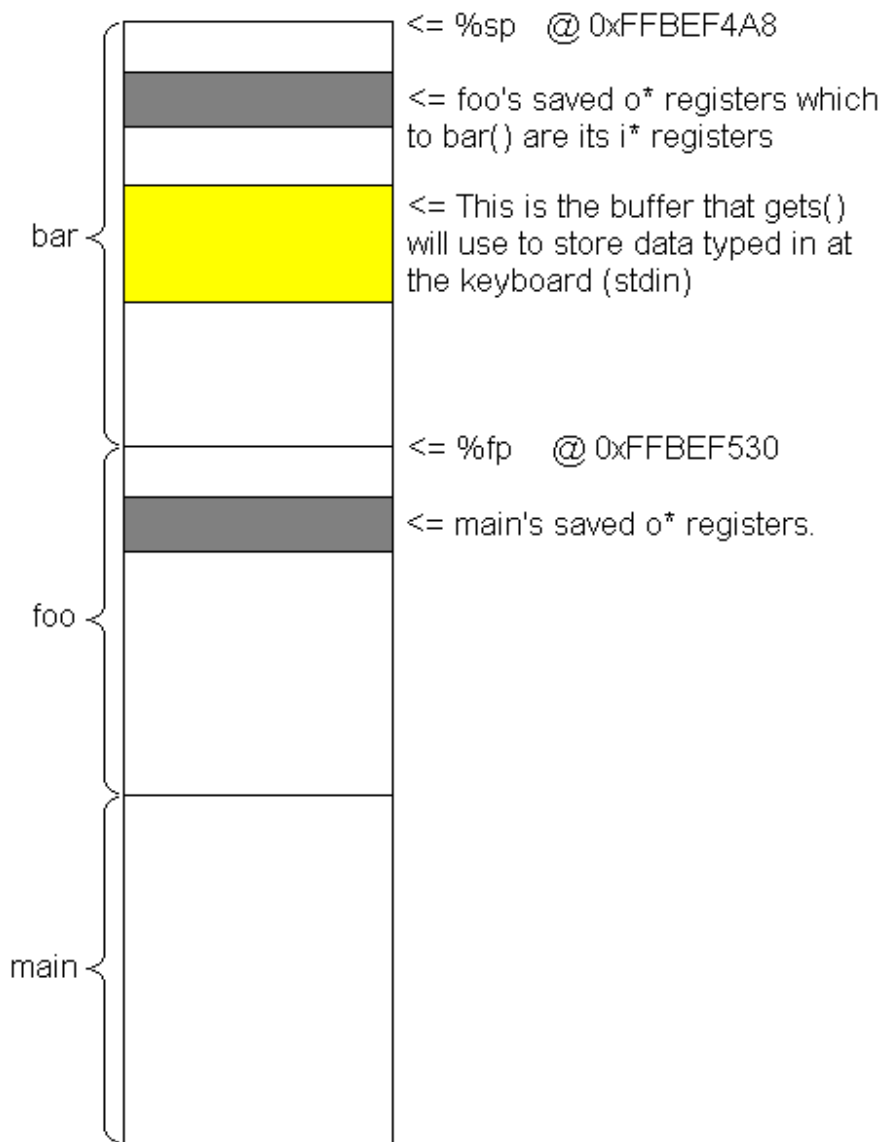 <= %sp @ 0xFFBEF4A8
<= foo's saved o* registers which
to bar() are its i* registers
<= This is the buffer that gets()
will use to store data typed in at
the keyboard (stdin)
bar
<= %fp @ 0xFFBEF530
<= main's saved o* registers.
foo
main